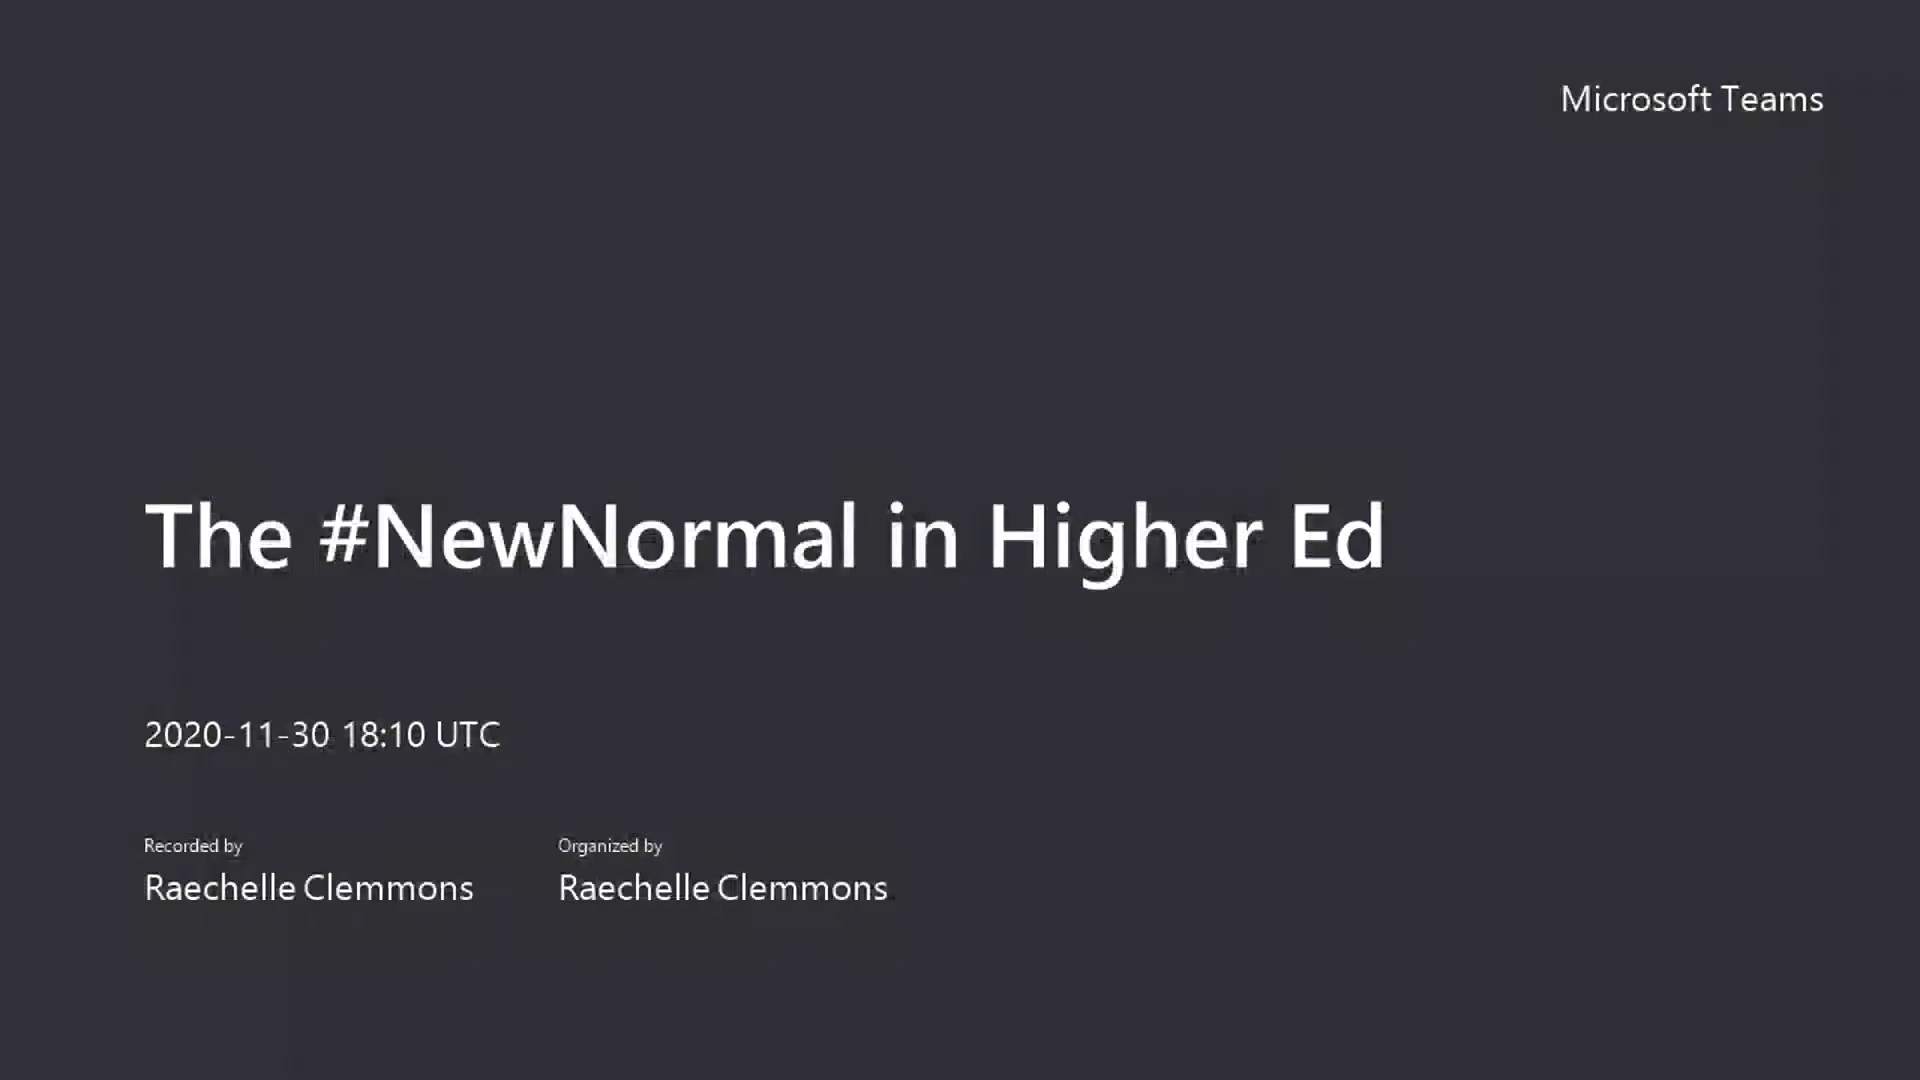 Microsoft Teams
The #NewNormal in Higher Ed
2020-11-30 18:10 UTC
Recorded by
Raechelle Clemmons
Organized by
Raechelle Clemmons